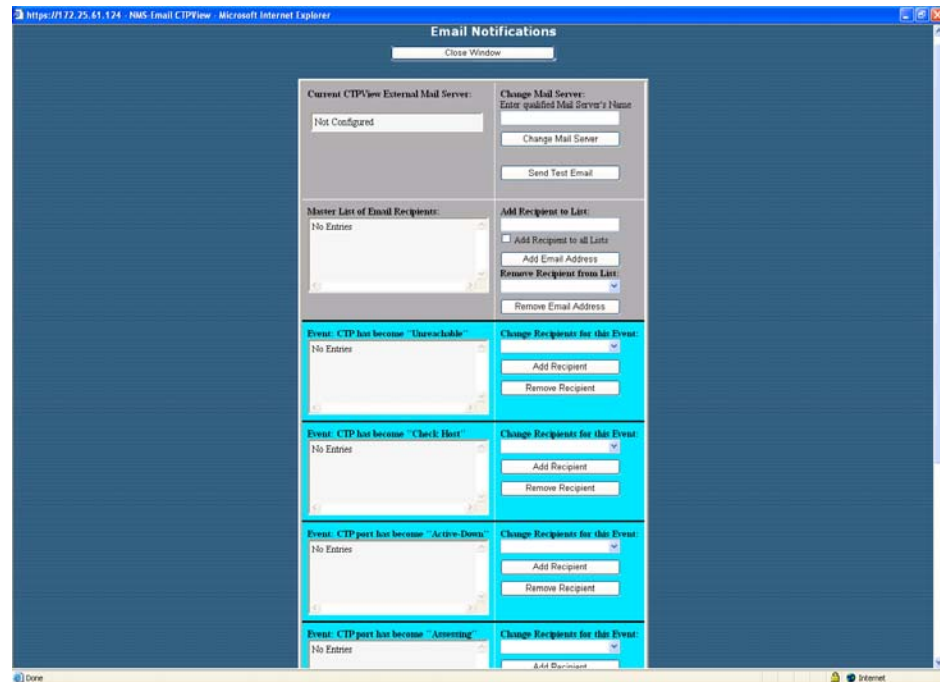 https://172.25.61.124 - NMS-Email CTPView - Microsoft Internet Explorer
Email Notifications
Close Window
Current CTPView External Mail Server:
Not Configured
Change Mail Server:
Enter qualified Mail Server's Name
Change Mail Server
Send Test Email
Master List of Email Recipients:
No Entries
Add Recipient to List:
Add Recipient to all Lists
Add Email Address
Remove Recipient from List:
Remove Email Address
Event: CTP has become "Unreachable"
No Entries
Change Recipients for this Event:
Add Recipient
Remove Recipient
Event: CTP has become "Check Host"
No Entries
Change Recipients for this Event:
Add Recipient
Remove Recipient
Event: CTP port has become "Active-Down"
No Entries
Change Recipients for this Event:
Add Recipient
Remove Recipient
Event: CTP port has become "Assessing"
No Entries
Change Recipients for this Event:
Add Recipient
Done
Internet